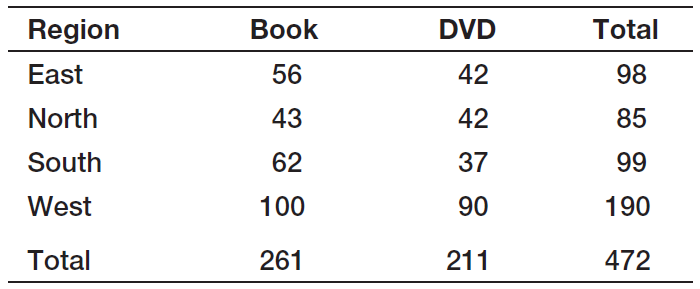 Region Book DVD Total
East 56 42 98
North 43 42 85
South 62 37 99
West 100 90 190
Total 261 211 472